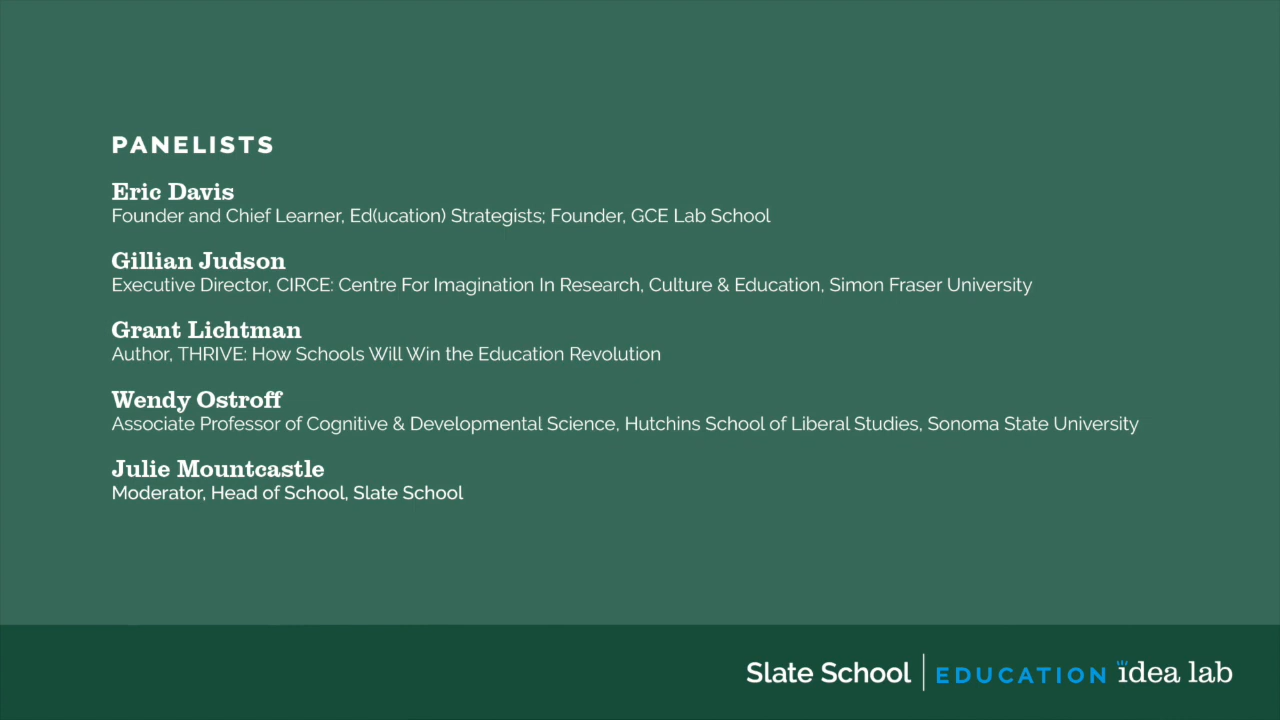 PANELISTS
Eric Davis
Founder and Chief Learner, Ed(ucation) Strategists; Founder, GCE Lab School
Gillian Judson
Executive Director, CIRCE: Centre For Imagination In Research, Culture & Education, Simon Fraser University
Grant Lichtman
Author, THRIVE: How Schools Will Win the Education Revolution
Wendy Ostroff
Associate Professor of Cognitive & Developmental Science, Hutchins School of Liberal Studies, Sonoma State University
Julie Mountcastle
Moderator, Head of School, Slate School
Slate School | EDUCATION idea lab